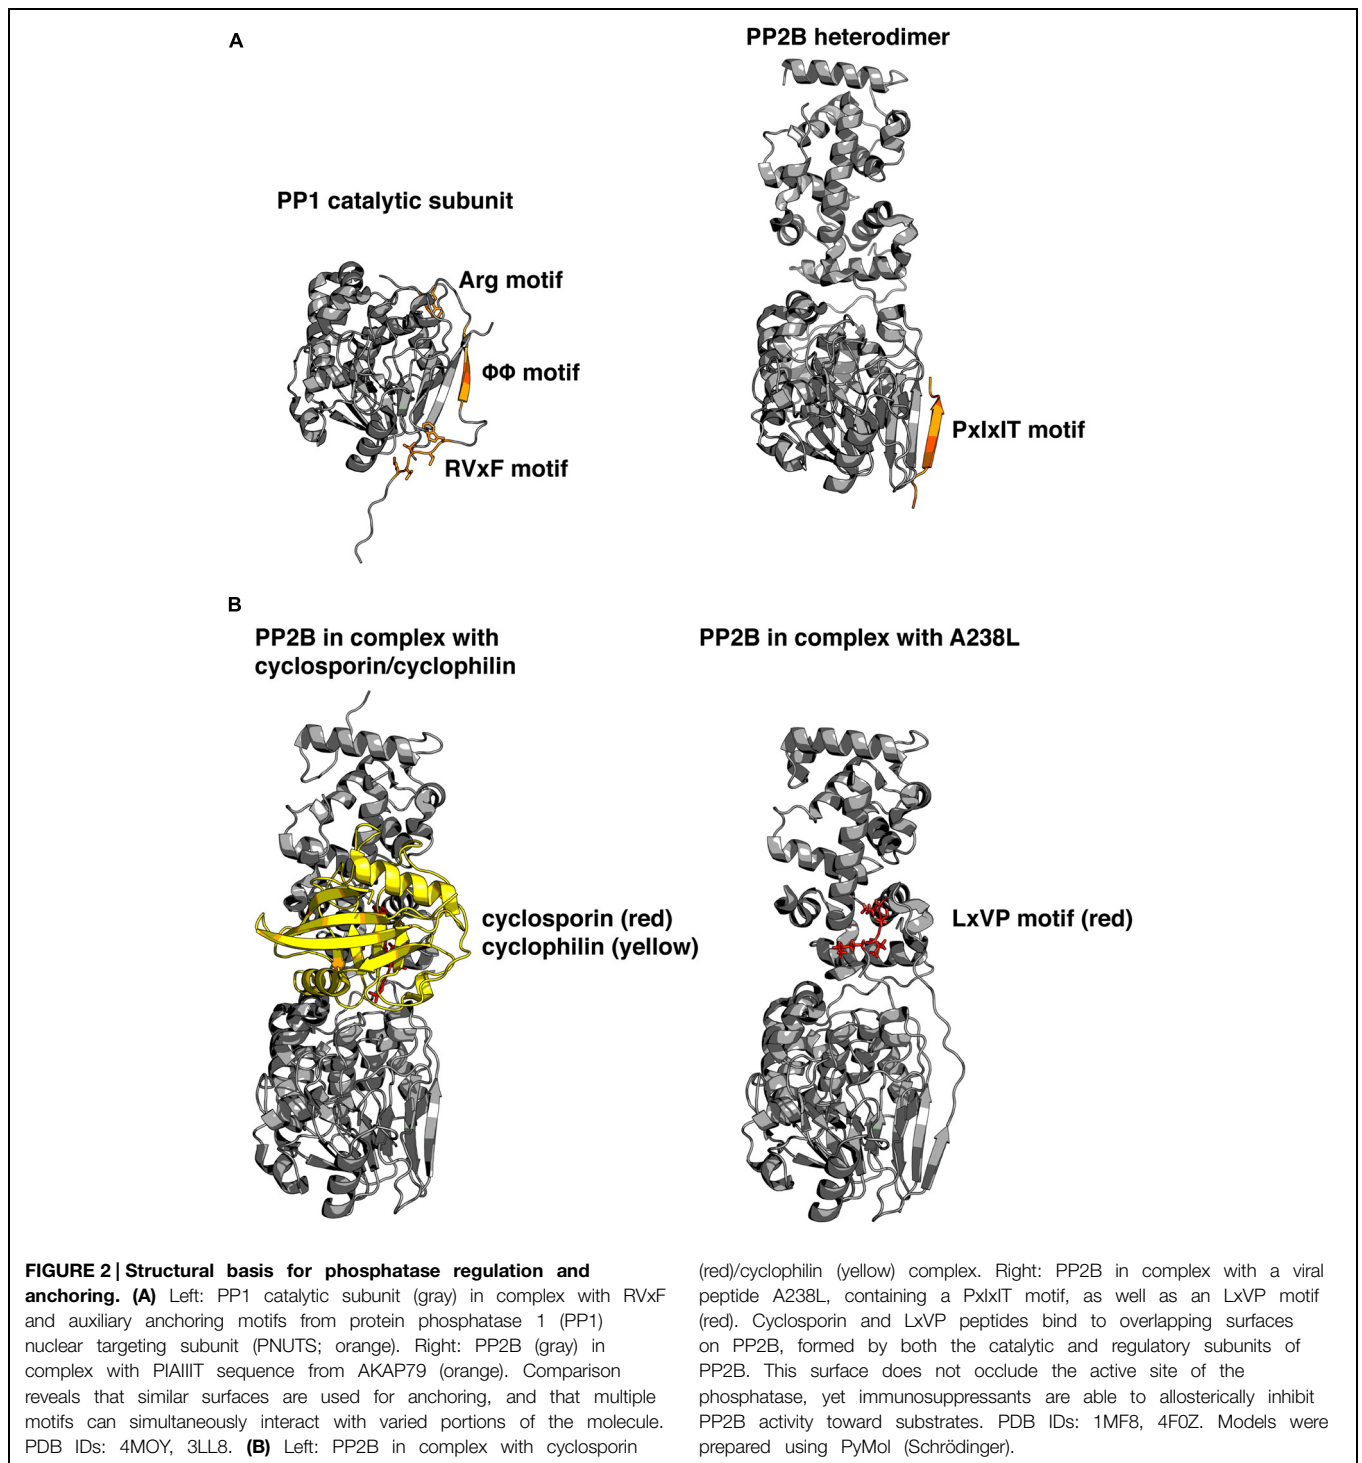 A
PP2B heterodimer
PP1 catalytic subunit
Arg motif
ΦΦ motif
RVxF motif
PxIxIT motif
B
PP2B in complex with
cyclosporin/cyclophilin
PP2B in complex with A238L
cyclosporin (red)
cyclophilin (yellow)
LxVP motif (red)
FIGURE 2 | Structural basis for phosphatase regulation and
anchoring. (A) Left: PP1 catalytic subunit (gray) in complex with RVxF
and auxiliary anchoring motifs from protein phosphatase 1 (PP1)
nuclear targeting subunit (PNUTS; orange). Right: PP2B (gray) in
complex with PIAIIIT sequence from AKAP79 (orange). Comparison
reveals that similar surfaces are used for anchoring, and that multiple
motifs can simultaneously interact with varied portions of the molecule.
PDB IDs: 4MOY, 3LL8. (B) Left: PP2B in complex with cyclosporin
(red)/cyclophilin (yellow) complex. Right: PP2B in complex with a viral
peptide A238L, containing a PxIxIT motif, as well as an LxVP motif
(red). Cyclosporin and LxVP peptides bind to overlapping surfaces
on PP2B, formed by both the catalytic and regulatory subunits of
PP2B. This surface does not occlude the active site of the
phosphatase, yet immunosuppressants are able to allosterically inhibit
PP2B activity toward substrates. PDB IDs: 1MF8, 4F0Z. Models were
prepared using PyMol (Schrödinger).